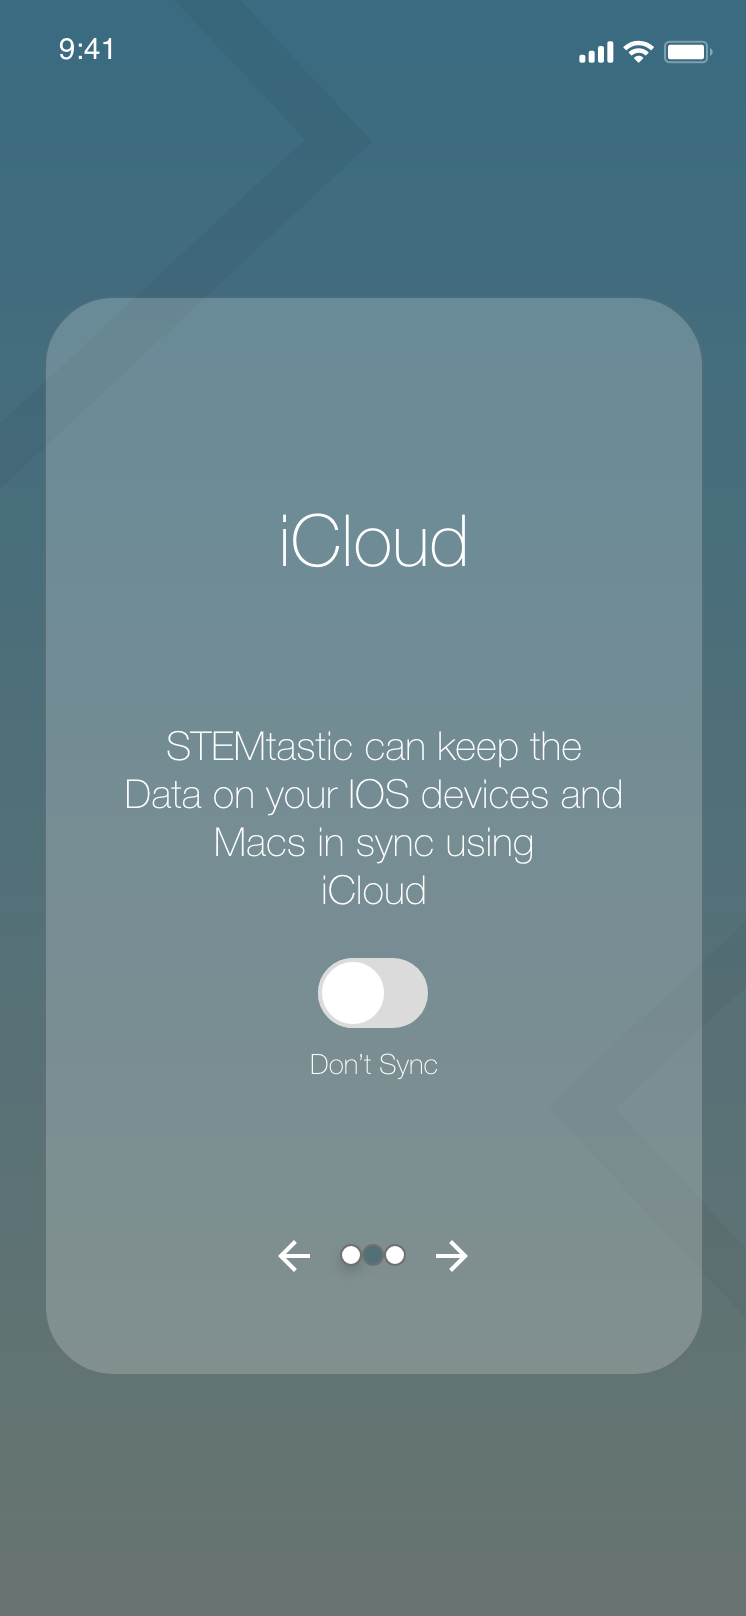 9:41
iCloud
STEMtastic can keep the
Data on your IOS devices and
Macs in sync using
iCloud
Don't Sync